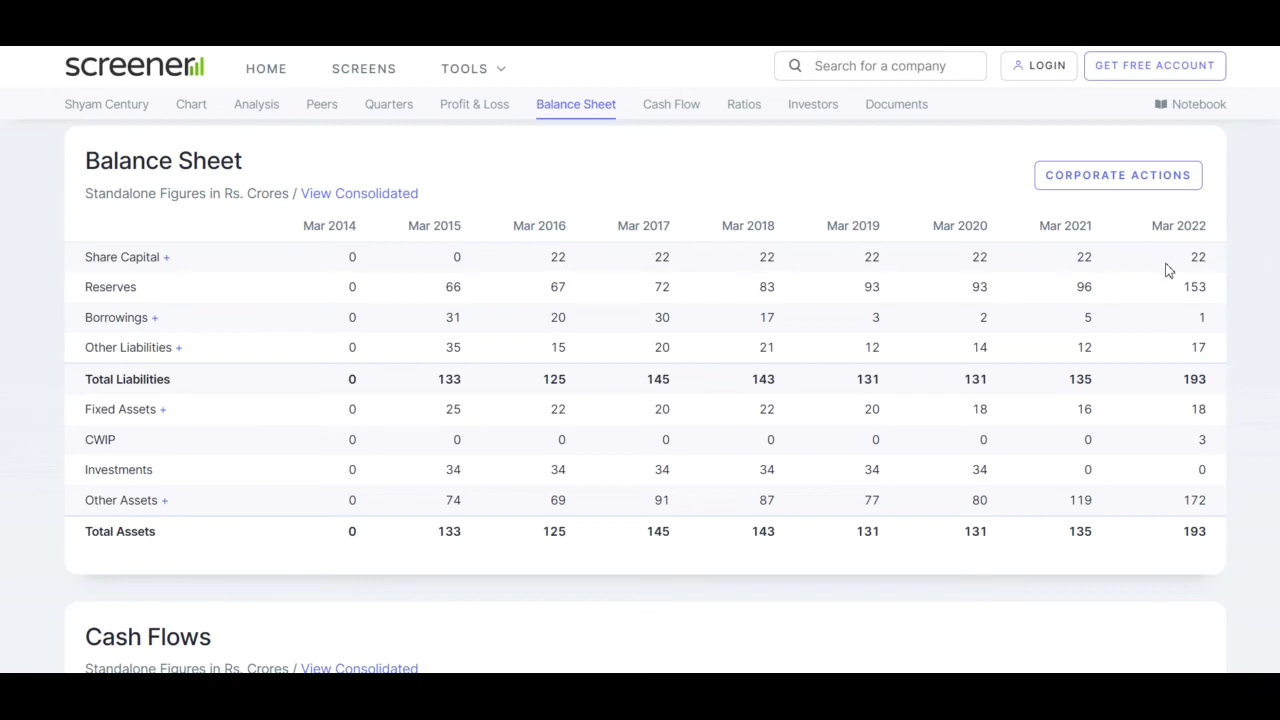 screener HOME SCREENS TOOLS Search for a company LOGIN GET FREE ACCOUNT
Shyam Century Chart Analysis Peers Quarters Profit & Loss Balance Sheet Cash Flow Ratios Investors Documents Notebook
Balance Sheet
CORPORATE ACTIONS
Standalone Figures in Rs. Crores / View Consolidated
Mar 2014 Mar 2015 Mar 2016 Mar 2017 Mar 2018 Mar 2019 Mar 2020 Mar 2021 Mar 2022
Share Capital + 0 0 22 22 22 22 22 22 22
Reserves 0 66 67 72 83 93 93 96 153
Borrowings + 0 31 20 30 17 3 2 5 1
Other Liabilities + 0 35 15 20 21 12 14 12 17
Total Liabilities 0 133 125 145 143 131 131 135 193
Fixed Assets + 0 25 22 20 22 20 18 16 18
CWIP 0 0 0 0 0 0 0 0 3
Investments 0 34 34 34 34 34 34 0 0
Other Assets + 0 74 69 91 87 77 80 119 172
Total Assets 0 133 125 145 143 131 131 135 193
Cash Flows
Standalone Figures in Rs. Crores / View Consolidated